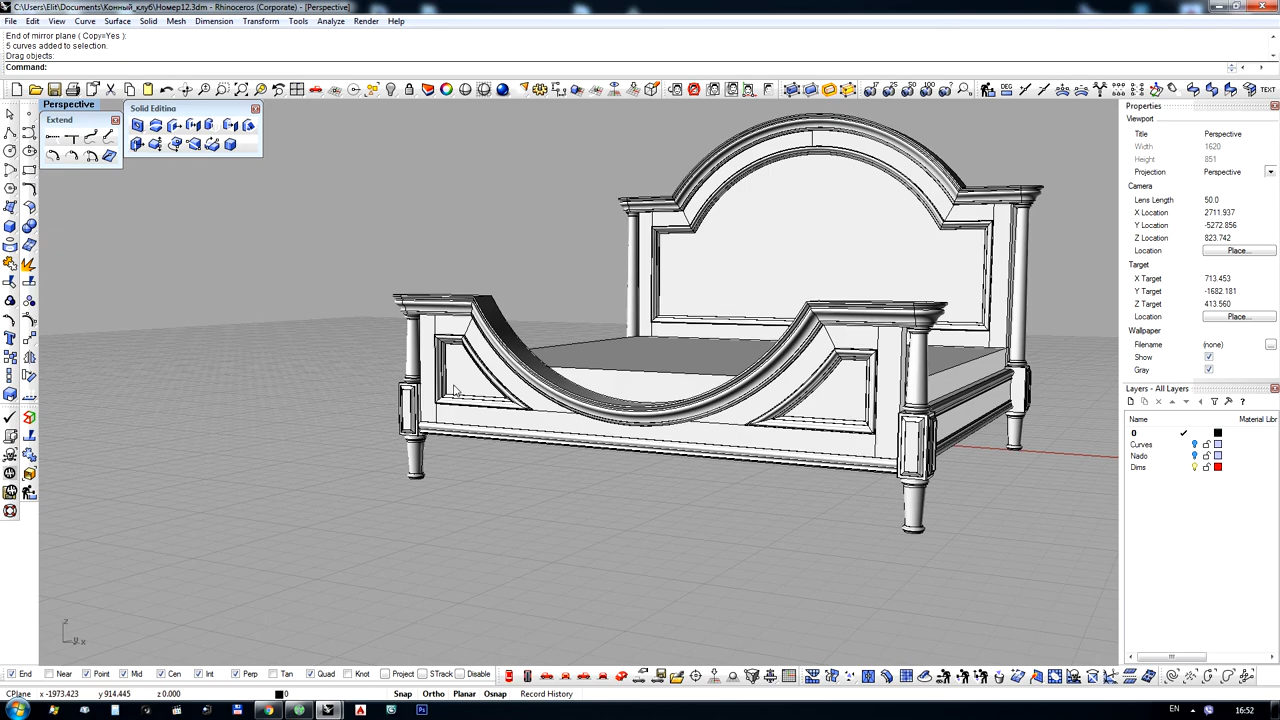 C:\Users\Elit\Documents\Конный_клуб\Номер12.3dm - Rhinoceros (Corporate) - [Perspective]
File Edit View Curve Surface Solid Mesh Dimension Transform Tools Analyze Render Help
End of mirror plane ( Copy=Yes ):
5 curves added to selection.
Drag objects:
Command:
TEXT
Perspective
Extend
Solid Editing
Properties
Viewport
Title Perspective
Width 1620
Height 851
Projection Perspective
Camera
Lens Length 50.0
X Location 2711.937
Y Location -5272.856
Z Location 823.742
Location Place...
Target
X Target 713.453
Y Target -1682.181
Z Target 413.560
Location Place...
Wallpaper
Filename (none) ...
Show
Gray
Layers - All Layers
Name Material Libr
0
Curves
Nado
Dims
z
y x
End Near Point Mid Cen Int Perp Tan Quad Knot Project STrack Disable
CPlane x -1973.423 y 914.445 z 0.000 0 Snap Ortho Planar Osnap Record History
EN 16:52